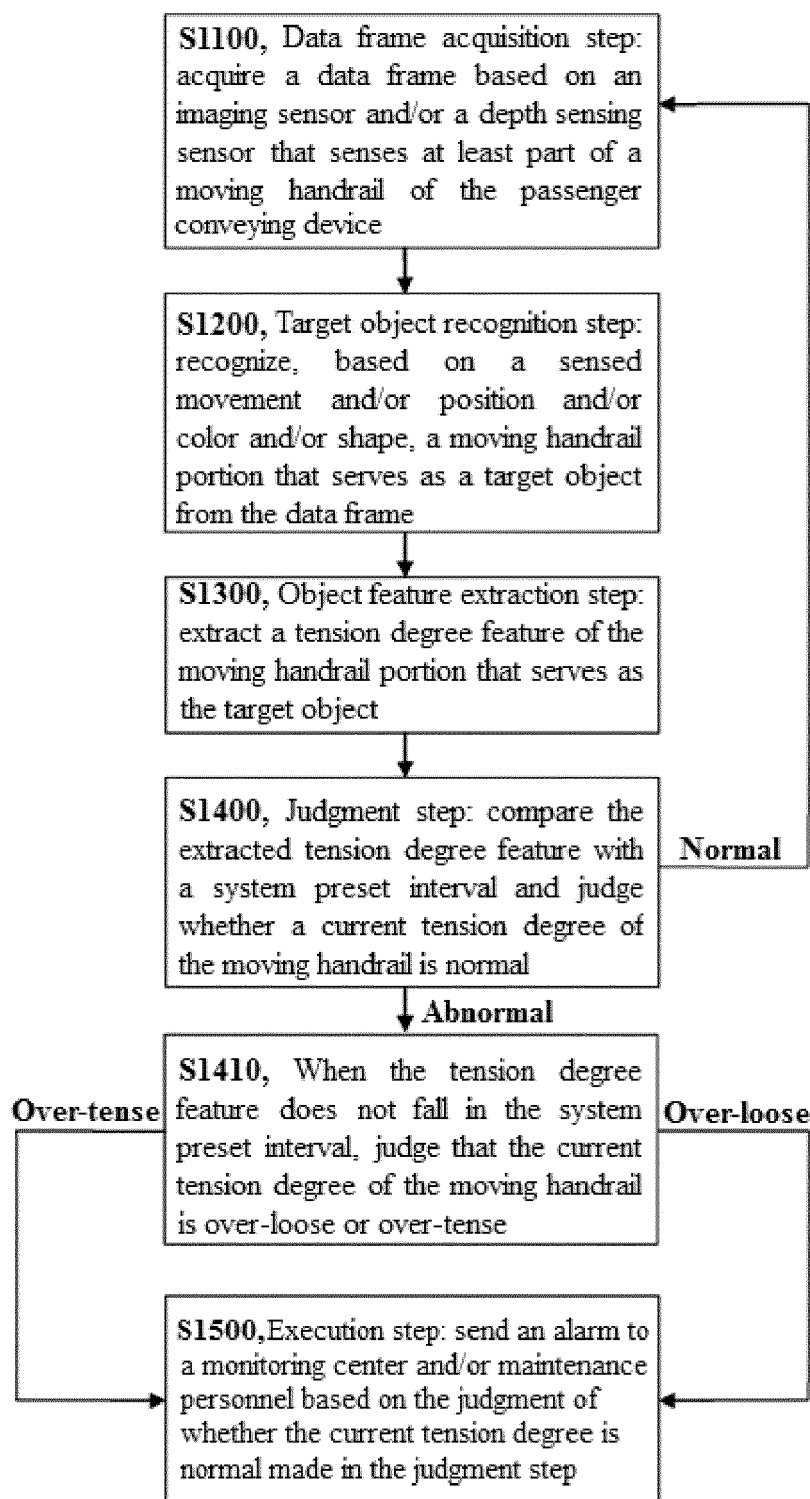 S1100, Data frame acquisition step:
acquire a data frame based on an
imaging sensor and/or a depth sensing
sensor that senses at least part of a
moving handrail of the passenger
conveying device
S1200, Target object recognition step:
recognize, based on a sensed
movement and/or position and/or
color and/or shape, a moving handrail
portion that serves as a target object
from the data frame
S1300, Object feature extraction step:
extract a tension degree feature of the
moving handrail portion that serves as
the target object
S1400, Judgment step: compare the
extracted tension degree feature with
a system preset interval and judge
whether a current tension degree of
the moving handrail is normal
Normal
Abnormal
S1410, When the tension degree
feature does not fall in the system
preset interval, judge that the current
tension degree of the moving handrail
is over-loose or over-tense
Over-tense
Over-loose
S1500,Execution step: send an alarm to
a monitoring center and/or maintenance
personnel based on the judgment of
whether the current tension degree is
normal made in the judgment step